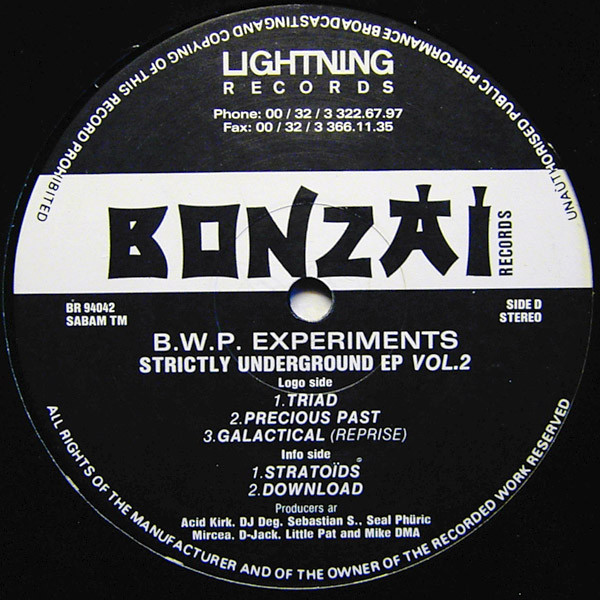 UNAUTHORISED PUBLIC PERFORMANCE BROADCASTING AND COPYING OF THIS RECORD PROHIBITED
LIGHTNING
RECORDS
Phone: 00 / 32 / 3 322.67.97
Fax: 00 / 32 / 3 366.11.35
BONZAI
RECORDS
BR 94042
SABAM TM
SIDE D
STEREO
B.W.P. EXPERIMENTS
STRICTLY UNDERGROUND EP VOL.2
Logo side
1.TRIAD
2.PRECIOUS PAST
3.GALACTICAL (REPRISE)
Info side
1.STRATOÏDS
2.DOWNLOAD
Producers ar
Acid Kirk. DJ Deg. Sebastian S.. Seal Phüric
Mircea. D-Jack. Little Pat and Mike DMA
ALL RIGHTS OF THE MANUFACTURER AND OF THE OWNER OF THE RECORDED WORK RESERVED